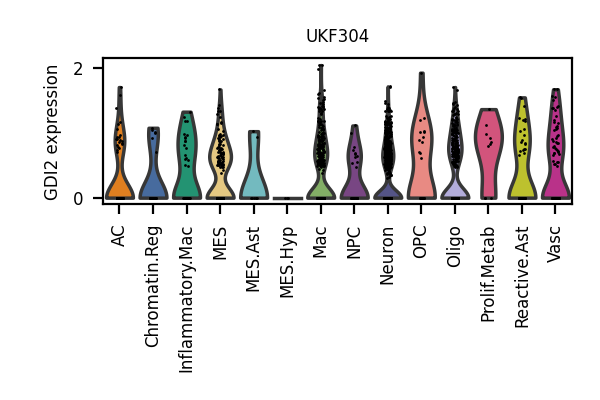 UKF304
GDI2 expression
2
0
AC
Chromatin.Reg
Inflammatory.Mac
MES
MES.Ast
MES.Hyp
Mac
NPC
Neuron
OPC
Oligo
Prolif.Metab
Reactive.Ast
Vasc